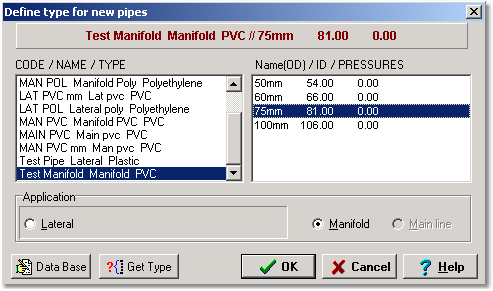 Define type for new pipes
Test Manifold Manifold PVC // 75mm 81.00 0.00
CODE / NAME / TYPE
MAN POL Manifold Poly Polyethylene
LAT PVC mm Lat pvc PVC
LAT POL Lateral poly Polyethylene
MAN PVC Manifold PVC PVC
MAIN PVC Main pvc PVC
MAN PVC mm Man pvc PVC
Test Pipe Lateral Plastic
Test Manifold Manifold PVC
Name(OD) / ID / PRESSURES
50mm 54.00 0.00
60mm 66.00 0.00
75mm 81.00 0.00
100mm 106.00 0.00
Application
Lateral
Manifold
Main line
Data Base
?{ Get Type
OK
Cancel
? Help